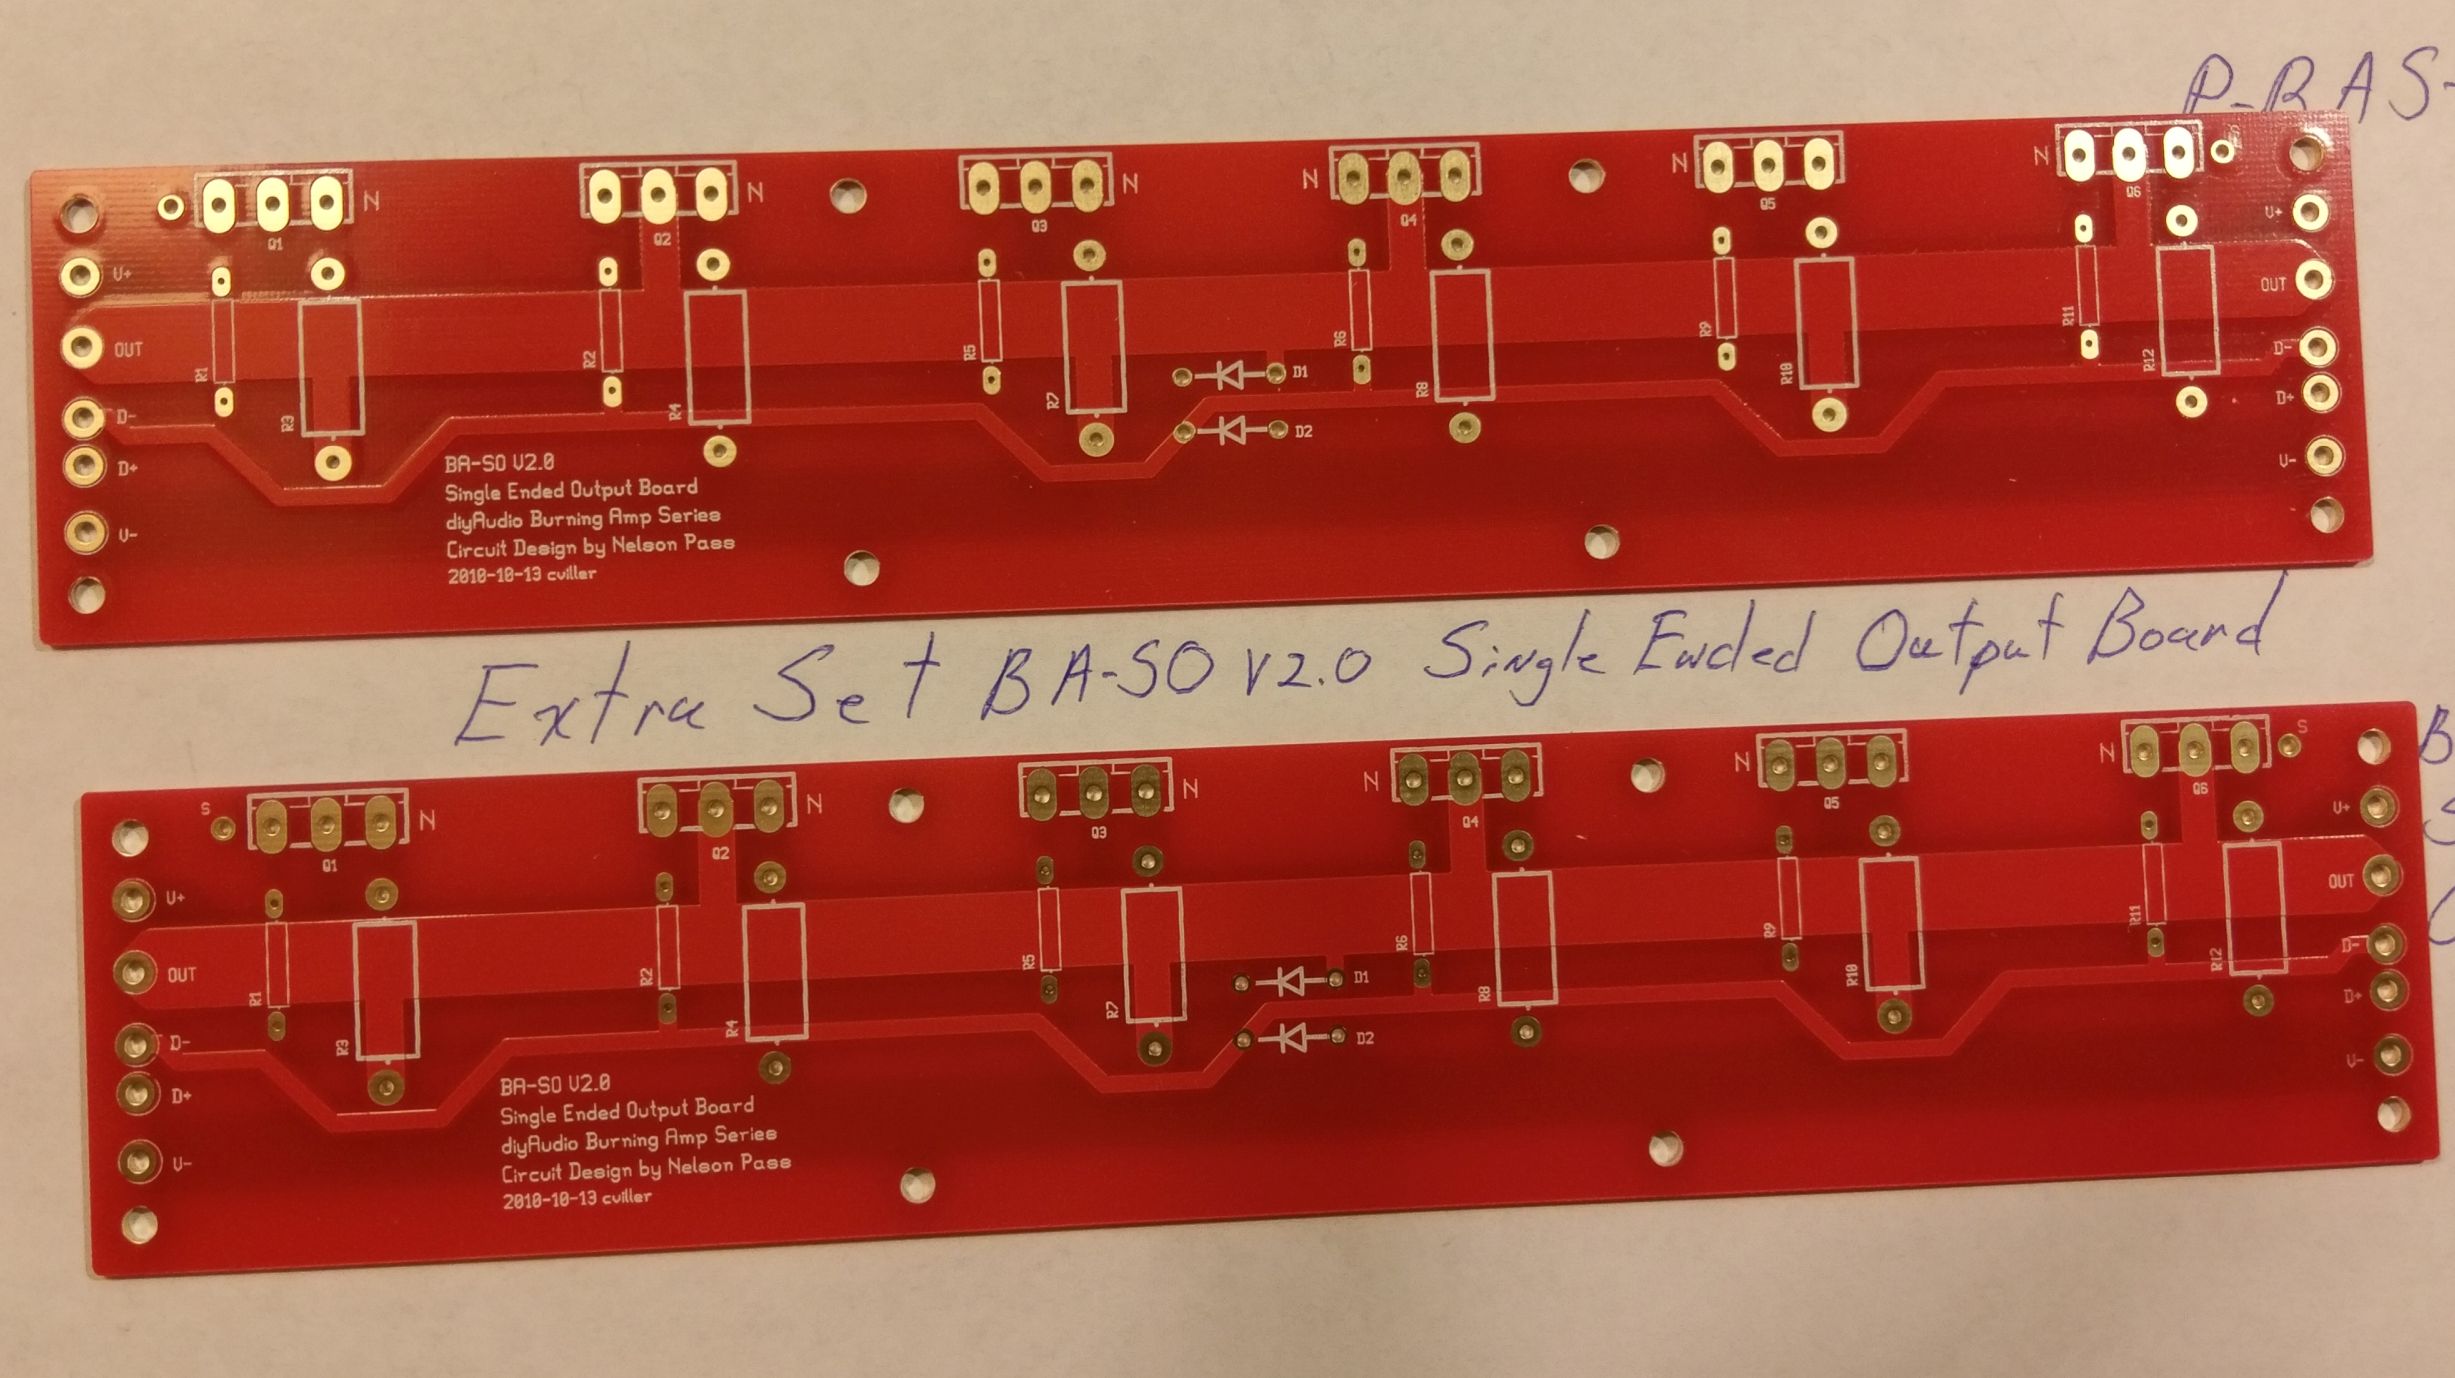 P-BAS-
N N N N N N
Q1 Q2 Q3 Q4 Q5 Q6
V+ V+
OUT OUT
R1 R2 R5 R6 R9 R11
R3 R4 R7 R8 R10 R12
D1
D- D-
D2
D+ D+
V- V-
BA-SO V2.0
Single Ended Output Board
diyAudio Burning Amp Series
Circuit Design by Nelson Pass
2010-10-13 cviller
Extra Set BA-SO V2.0 Single Ended Output Board
B
S N N N N N N S
Q1 Q2 Q3 Q4 Q5 Q6
V+ V+
OUT OUT
R1 R2 R5 R6 R9 R11
R3 R4 R7 R8 R10 R12
D1
D- D-
D2
D+ D+
V- V-
BA-SO V2.0
Single Ended Output Board
diyAudio Burning Amp Series
Circuit Design by Nelson Pass
2010-10-13 cviller